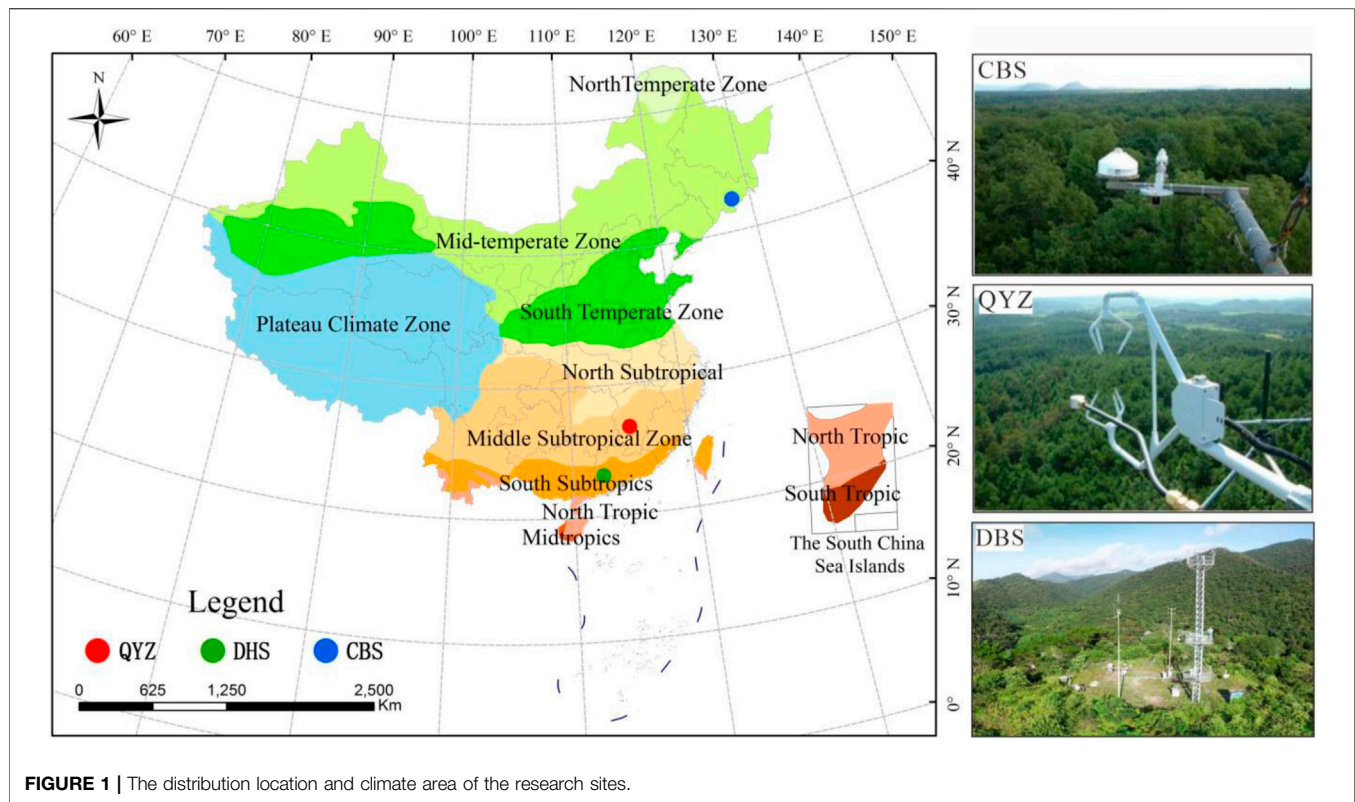 60° E 70° E 80° E 90° E 100° E 110° E 120° E 130° E 150° E
N
NorthTemperate Zone
40° N
Mid-temperate Zone
South Temperate Zone
Plateau Climate Zone
30° N
North Subtropical
Middle Subtropical Zone
South Subtropics
North Tropic
Midtropics
20° N
North Tropic
South Tropic
The South China
Sea Islands
10° N
0°
Legend
QYZ DHS CBS
0 625 1,250 2,500
Km
CBS
QYZ
DBS
FIGURE 1 | The distribution location and climate area of the research sites.